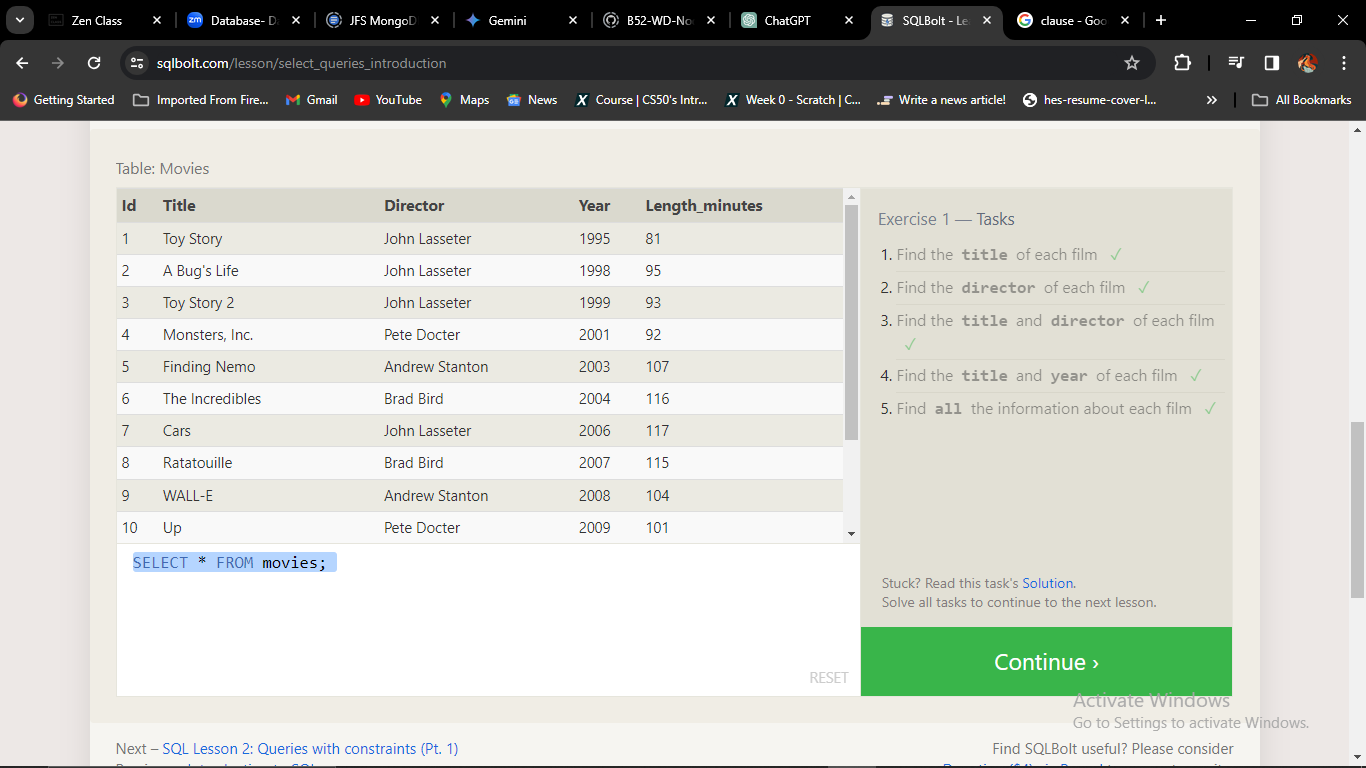 Zen Class
Database- D
JFS MongoD
Gemini
B52-WD-No
ChatGPT
SQLBolt - Le
clause - Goo
sqlbolt.com/lesson/select_queries_introduction
Getting Started
Imported From Fire...
Gmail
YouTube
Maps
News
Course | CS50's Intr...
Week 0 - Scratch | C...
Write a news article!
hes-resume-cover-l...
All Bookmarks
Table: Movies
Id Title Director Year Length_minutes
1 Toy Story John Lasseter 1995 81
2 A Bug's Life John Lasseter 1998 95
3 Toy Story 2 John Lasseter 1999 93
4 Monsters, Inc. Pete Docter 2001 92
5 Finding Nemo Andrew Stanton 2003 107
6 The Incredibles Brad Bird 2004 116
7 Cars John Lasseter 2006 117
8 Ratatouille Brad Bird 2007 115
9 WALL-E Andrew Stanton 2008 104
10 Up Pete Docter 2009 101
SELECT * FROM movies;
RESET
Exercise 1 — Tasks
1. Find the title of each film ✓
2. Find the director of each film ✓
3. Find the title and director of each film
✓
4. Find the title and year of each film ✓
5. Find all the information about each film ✓
Stuck? Read this task's Solution.
Solve all tasks to continue to the next lesson.
Continue ›
Activate Windows
Go to Settings to activate Windows.
Next – SQL Lesson 2: Queries with constraints (Pt. 1)
Find SQLBolt useful? Please consider